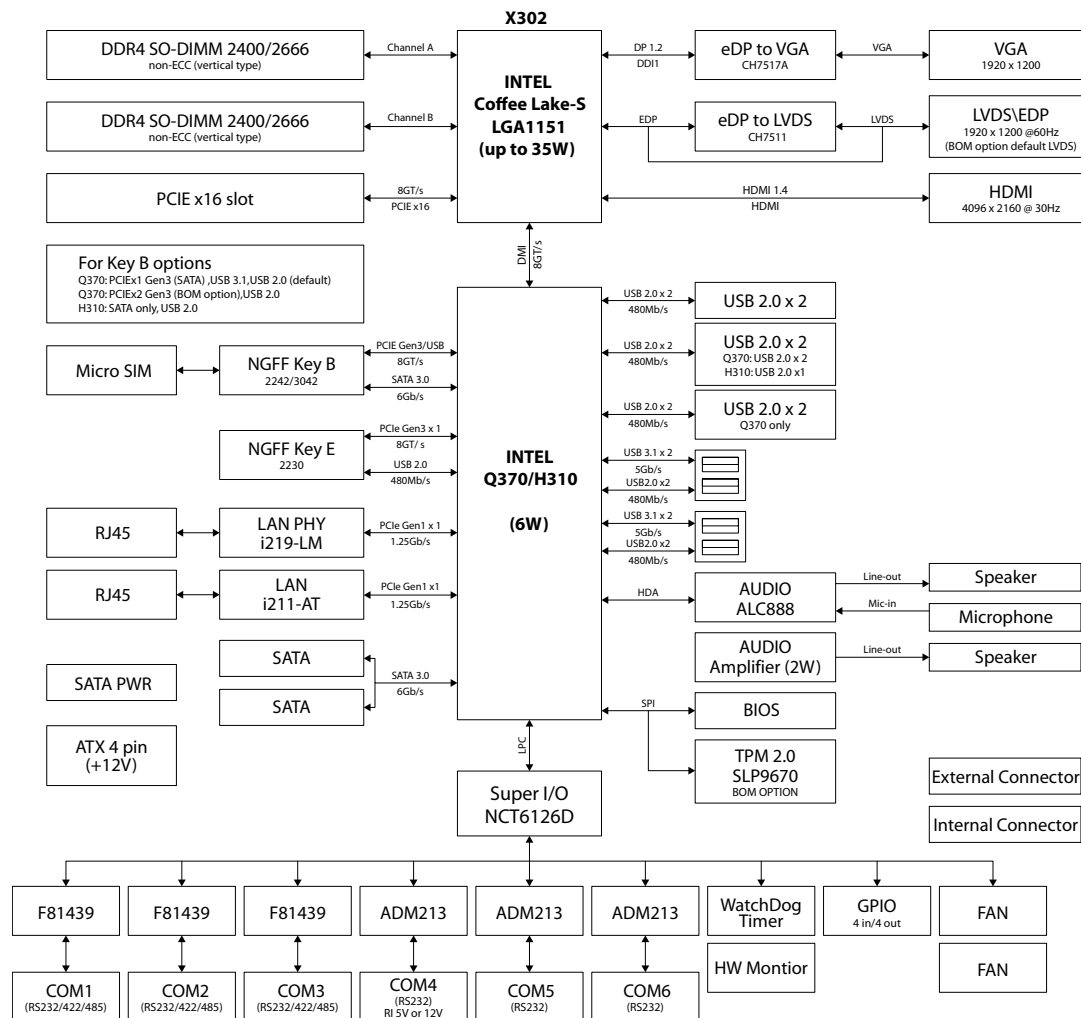 X302
DDR4 SO-DIMM 2400/2666
non-ECC (vertical type)
Channel A
INTEL
Coffee Lake-S
LGA1151
(up to 35W)
DP 1.2
DDI1
eDP to VGA
CH7517A
VGA
VGA
1920 x 1200
DDR4 SO-DIMM 2400/2666
non-ECC (vertical type)
Channel B
EDP
eDP to LVDS
CH7511
LVDS
LVDS\EDP
1920 x 1200 @60Hz
(BOM option default LVDS)
PCIE x16 slot
8GT/s
PCIE x16
HDMI 1.4
HDMI
HDMI
4096 x 2160 @ 30Hz
DMI
8GT/s
For Key B options
Q370: PCIEx1 Gen3 (SATA) ,USB 3.1,USB 2.0 (default)
Q370: PCIEx2 Gen3 (BOM option),USB 2.0
H310: SATA only, USB 2.0
Micro SIM
NGFF Key B
2242/3042
PCIE Gen3/USB
8GT/s
SATA 3.0
6Gb/s
NGFF Key E
2230
PCIe Gen3 x 1
8GT/ s
USB 2.0
480Mb/s
INTEL
Q370/H310
(6W)
RJ45
LAN PHY
i219-LM
PCIe Gen1 x 1
1.25Gb/s
RJ45
LAN
i211-AT
PCIe Gen1 x1
1.25Gb/s
SATA
SATA
SATA 3.0
6Gb/s
SATA PWR
ATX 4 pin
(+12V)
USB 2.0 x 2
480Mb/s
USB 2.0 x 2
USB 2.0 x 2
480Mb/s
USB 2.0 x 2
Q370: USB 2.0 x 2
H310: USB 2.0 x1
USB 2.0 x 2
480Mb/s
USB 2.0 x 2
Q370 only
USB 3.1 x 2
5Gb/s
USB2.0 x2
480Mb/s
USB 3.1 x 2
5Gb/s
USB2.0 x2
480Mb/s
HDA
AUDIO
ALC888
Line-out
Speaker
Mic-in
Microphone
AUDIO
Amplifier (2W)
Line-out
Speaker
SPI
BIOS
TPM 2.0
SLP9670
BOM OPTION
LPC
Super I/O
NCT6126D
External Connector
Internal Connector
F81439
F81439
F81439
ADM213
ADM213
ADM213
WatchDog
Timer
GPIO
4 in/4 out
FAN
COM1
(RS232/422/485)
COM2
(RS232/422/485)
COM3
(RS232/422/485)
COM4
(RS232)
RI 5V or 12V
COM5
(RS232)
COM6
(RS232)
HW Montior
FAN